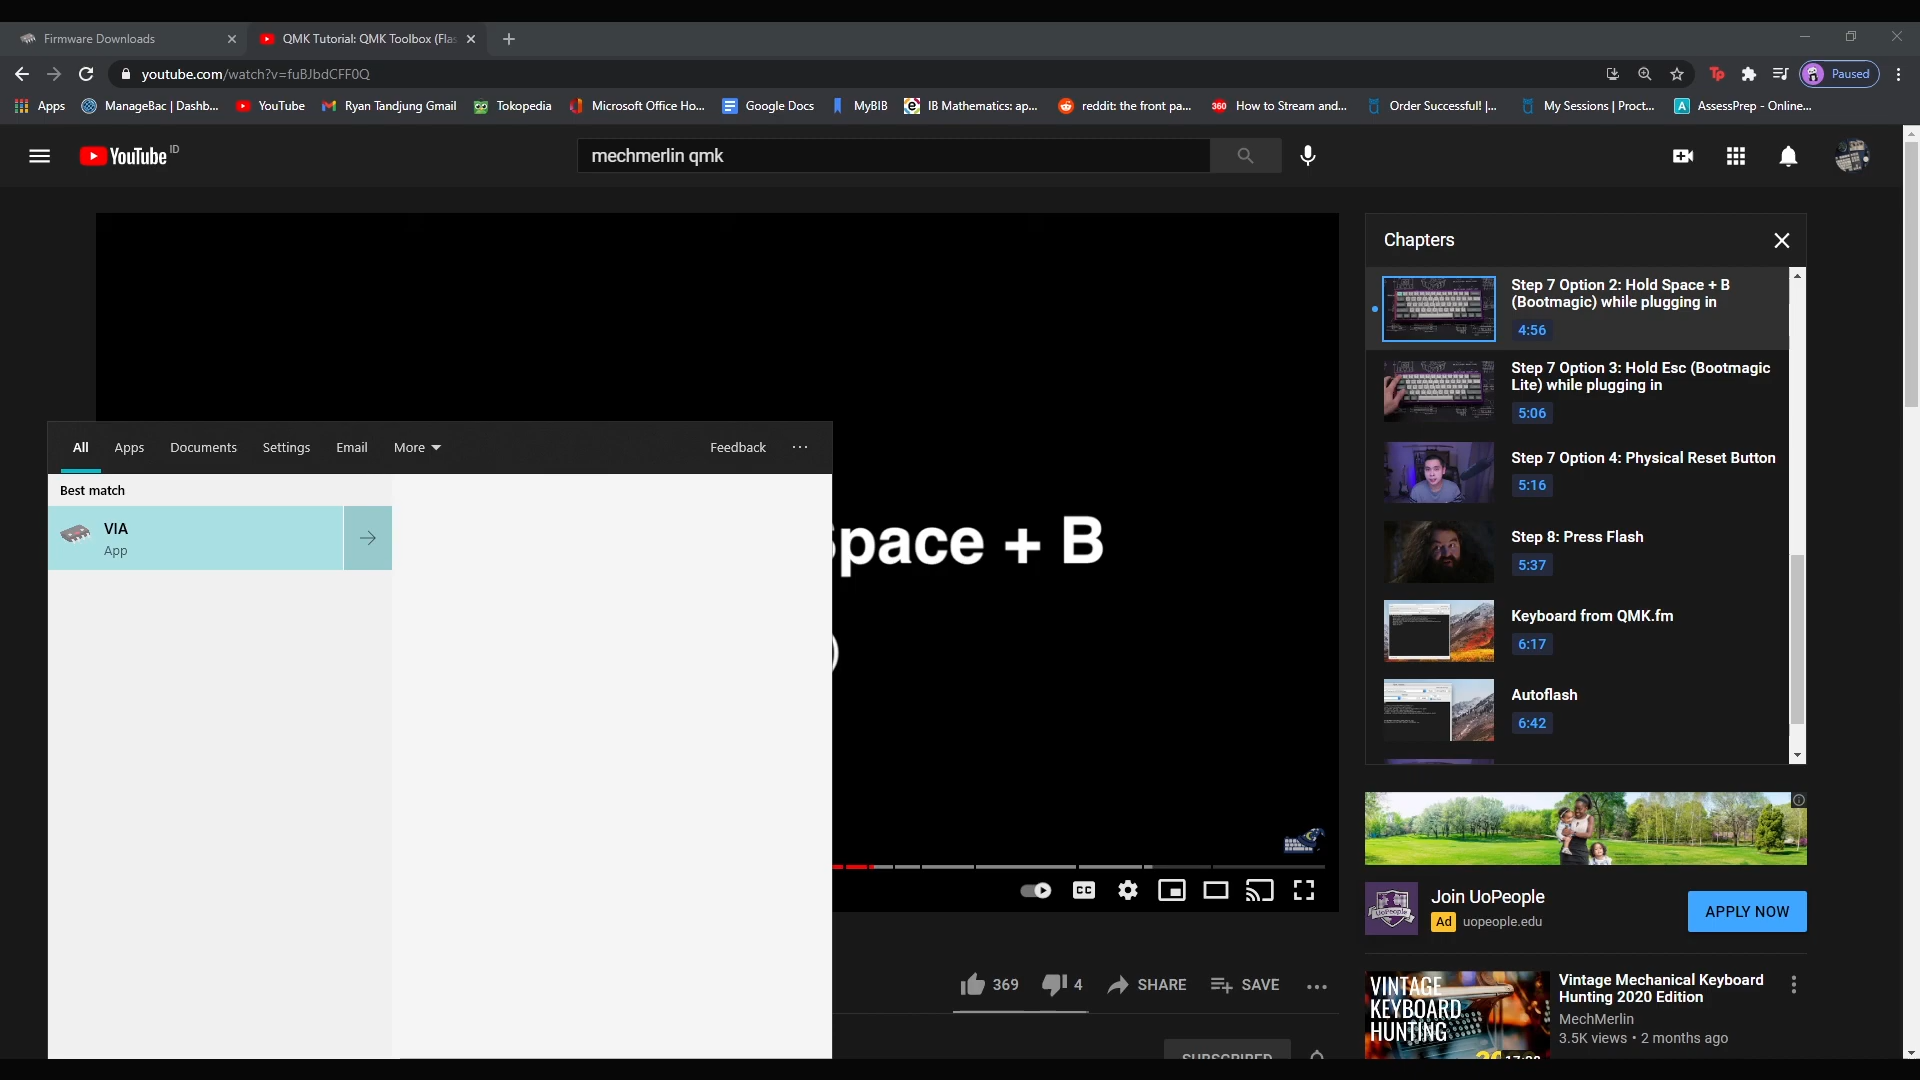 Firmware Downloads
QMK Tutorial: QMK Toolbox (Flas
youtube.com/watch?v=fuBJbdCFF0Q
Tp
Paused
Apps
ManageBac | Dashb...
YouTube
Ryan Tandjung Gmail
Tokopedia
Microsoft Office Ho...
Google Docs
MyBIB
IB Mathematics: ap...
reddit: the front pa...
360
How to Stream and...
Order Successful! |...
My Sessions | Proct...
A
AssessPrep - Online...
YouTube ID
mechmerlin qmk
Chapters
Step 7 Option 2: Hold Space + B
(Bootmagic) while plugging in
4:56
Step 7 Option 3: Hold Esc (Bootmagic
Lite) while plugging in
5:06
Step 7 Option 4: Physical Reset Button
5:16
Step 8: Press Flash
5:37
Keyboard from QMK.fm
6:17
Autoflash
6:42
All
Apps
Documents
Settings
Email
More
Feedback
Best match
VIA
App
Space + B
)
CC
Join UoPeople
Ad
uopeople.edu
UoPeople
APPLY NOW
369
4
SHARE
SAVE
SUBSCRIBED
VINTAGE
KEYBOARD
HUNTING
Vintage Mechanical Keyboard
Hunting 2020 Edition
MechMerlin
3.5K views • 2 months ago